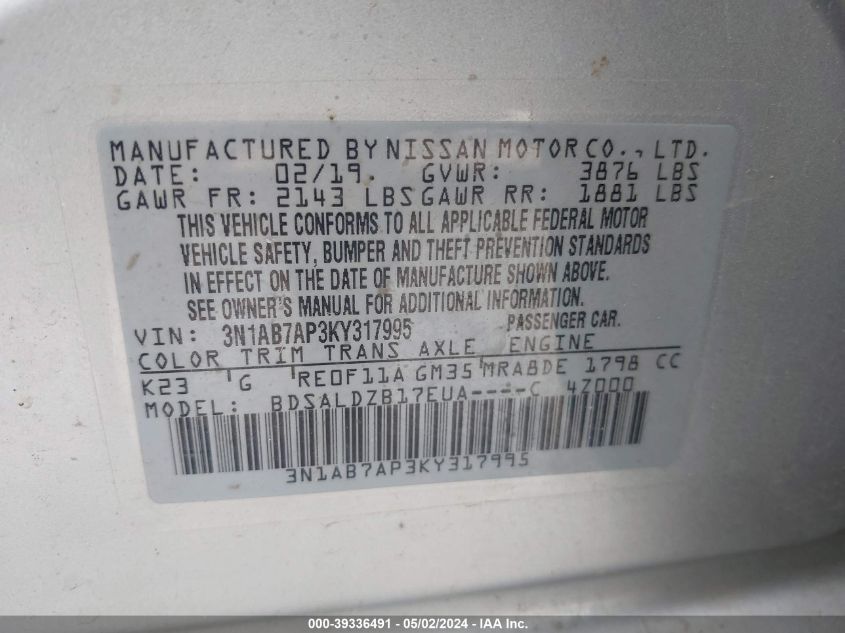 MANUFACTURED BY NISSAN MOTOR CO., LTD.
DATE: 02/19. GVWR: 3876 LBS
GAWR FR: 2143 LBS GAWR RR: 1881 LBS
THIS VEHICLE CONFORMS TO ALL APPLICABLE FEDERAL MOTOR
VEHICLE SAFETY, BUMPER AND THEFT PREVENTION STANDARDS
IN EFFECT ON THE DATE OF MANUFACTURE SHOWN ABOVE.
SEE OWNER'S MANUAL FOR ADDITIONAL INFORMATION.
VIN: 3N1AB7AP3KY317995 PASSENGER CAR.
COLOR TRIM TRANS AXLE ENGINE
K23 G RE0F11A GM35 MRA8DE 1798 CC
MODEL: BDSALDZB17EUA----C 4Z000
3N1AB7AP3KY317995
000-39336491 - 05/02/2024 - IAA Inc.